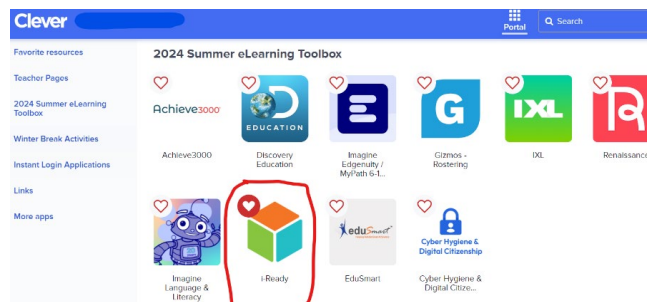 Clever
Portal
Search
Favorite resources
Teacher Pages
2024 Summer eLearning
Toolbox
Winter Break Activities
Instant Login Applications
Links
More apps
2024 Summer eLearning Toolbox
Achieve3000
EDUCATION
E
G
IXL
R
Achieve3000
Discovery
Education
Imagine
Edgenuity /
MyPath 6-1...
Gizmos -
Rostering
IXL
Renaissance
eduSmart
Cyber Hygiene &
Digital Citizenship
Imagine
Language &
Literacy
i-Ready
EduSmart
Cyber Hygiene &
Digital Citize...